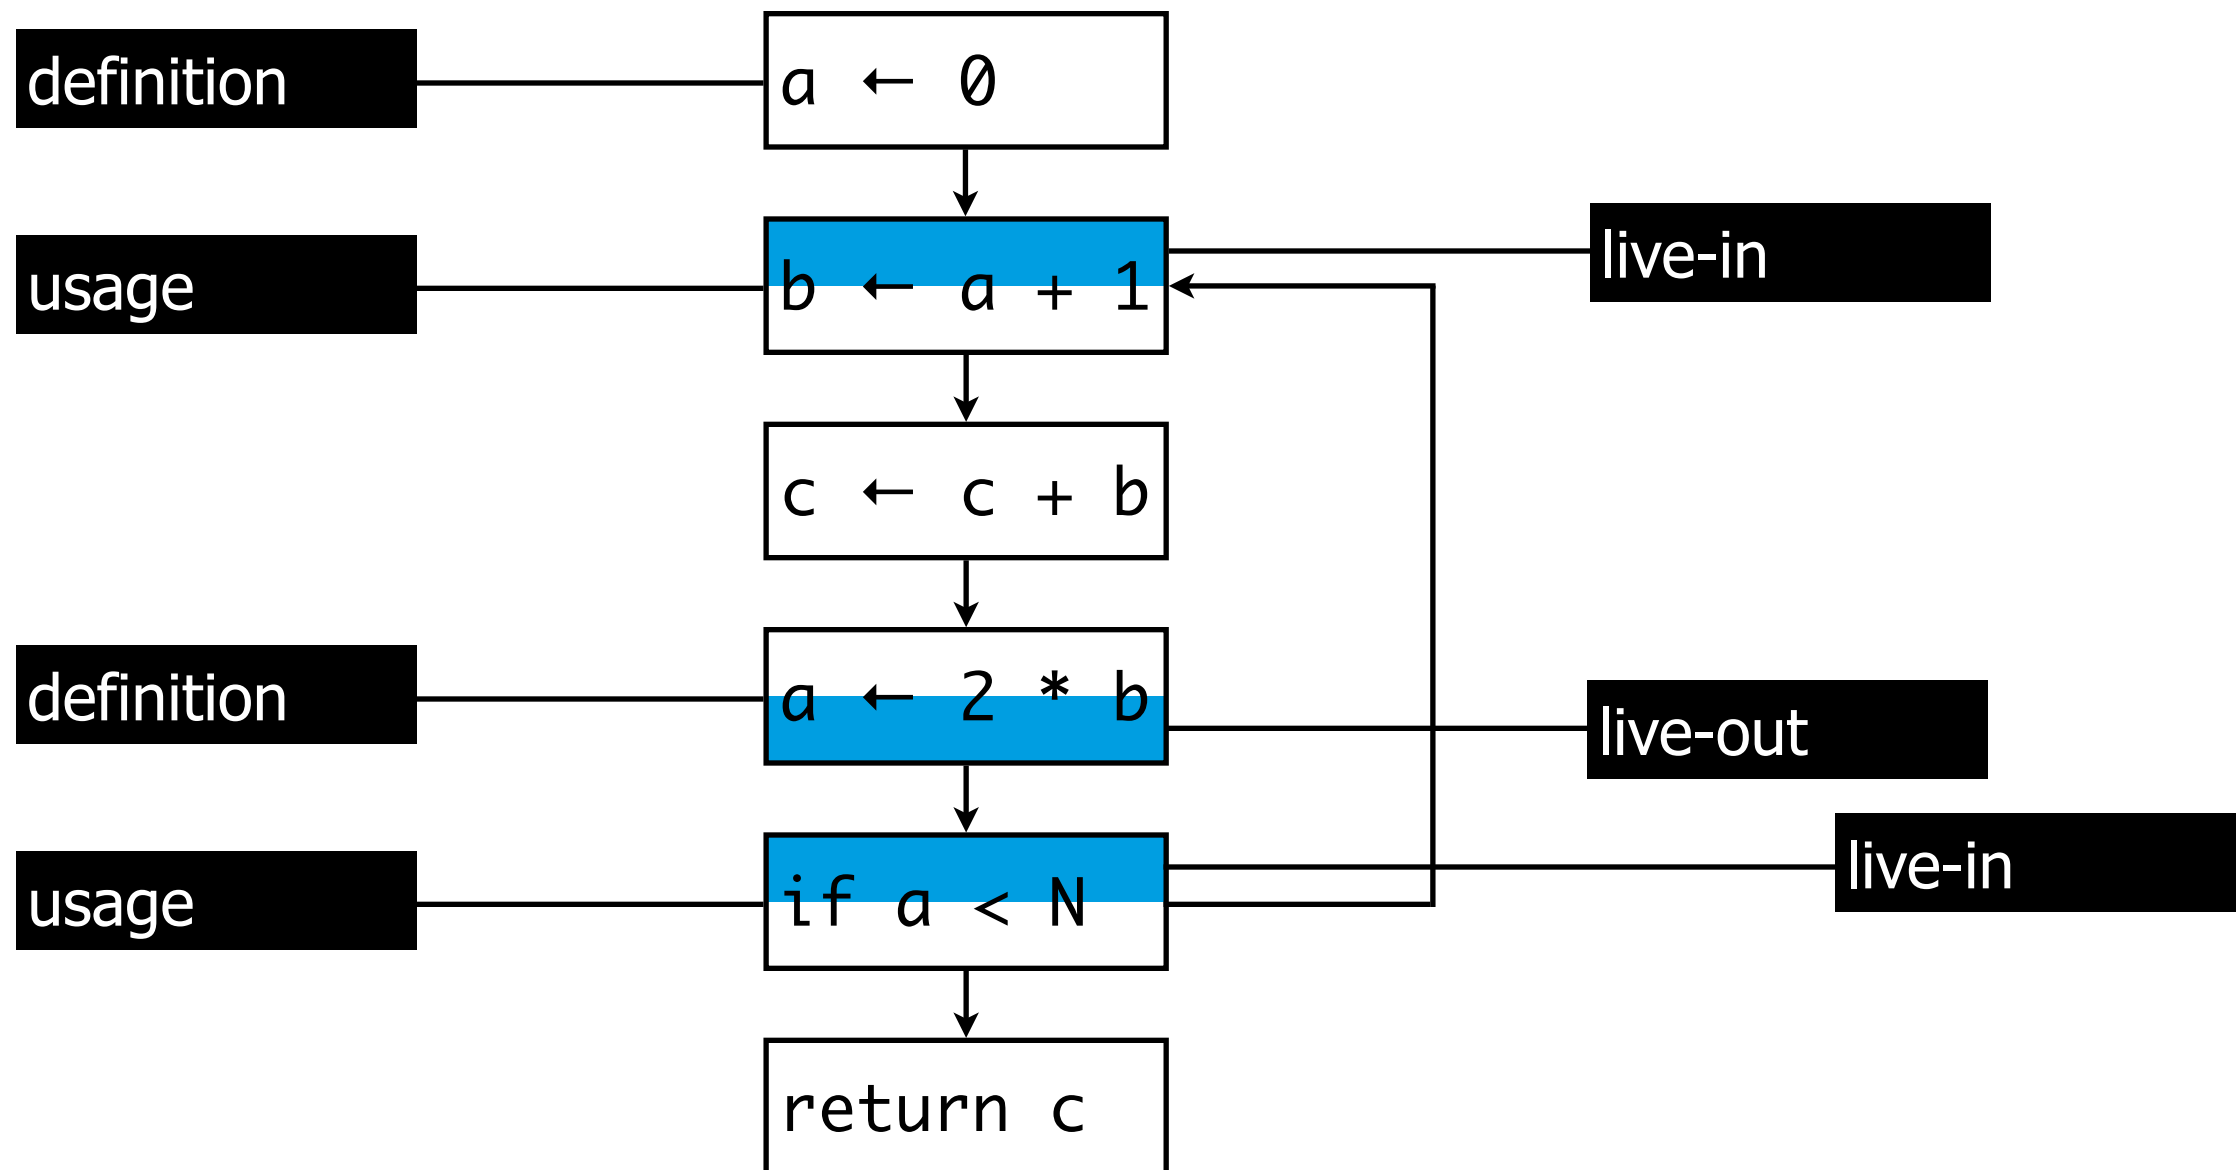 definition
a ← 0
usage
b ← a + 1
live-in
c ← c + b
definition
a ← 2 * b
live-out
usage
if a < N
live-in
return c